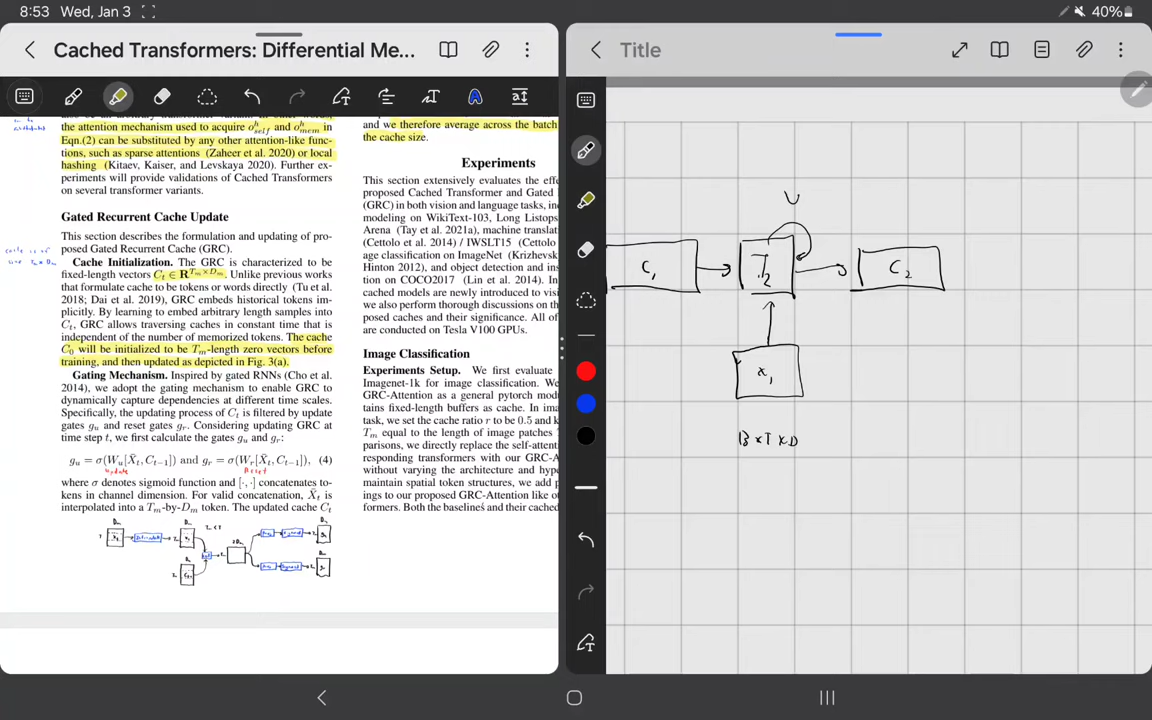 8:53 Wed, Jan 3
40%
Cached Transformers: Differential Me...
Title
the attention mechanism used to acquire o^h_self and o^h_mem in
Eqn.(2) can be substituted by any other attention-like func-
tions, such as sparse attentions (Zaheer et al. 2020) or local
hashing (Kitaev, Kaiser, and Levskaya 2020). Further ex-
periments will provide validations of Cached Transformers
on several transformer variants.
Gated Recurrent Cache Update
This section describes the formulation and updating of pro-
posed Gated Recurrent Cache (GRC).
Cache Initialization. The GRC is characterized to be
fixed-length vectors C_t ∈ R^{T_m×D_m}. Unlike previous works
that formulate cache to be tokens or words directly (Tu et al.
2018; Dai et al. 2019), GRC embeds historical tokens im-
plicitly. By learning to embed arbitrary length samples into
C_t, GRC allows traversing caches in constant time that is
independent of the number of memorized tokens. The cache
C_0 will be initialized to be T_m-length zero vectors before
training, and then updated as depicted in Fig. 3(a).
Gating Mechanism. Inspired by gated RNNs (Cho et al.
2014), we adopt the gating mechanism to enable GRC to
dynamically capture dependencies at different time scales.
Specifically, the updating process of C_t is filtered by update
gates g_u and reset gates g_r. Considering updating GRC at
time step t, we first calculate the gates g_u and g_r:
g_u = σ(W_u[X̄_t, C_{t-1}]) and g_r = σ(W_r[X̄_t, C_{t-1}]), (4)
update Reset
where σ denotes sigmoid function and [·, ·] concatenates to-
kens in channel dimension. For valid concatenation, X̄_t is
interpolated into a T_m-by-D_m token. The updated cache C_t
and we therefore average across the batch
the cache size.
Experiments
This section extensively evaluates the effe
proposed Cached Transformer and Gated
(GRC) in both vision and language tasks, in
modeling on WikiText-103, Long Listops
Arena (Tay et al. 2021a), machine translat
(Cettolo et al. 2014) / IWSLT15 (Cettolo
age classification on ImageNet (Krizhevsk
Hinton 2012), and object detection and ins
tion on COCO2017 (Lin et al. 2014). In
cached models are newly introduced to visi
we also perform thorough discussions on th
posed caches and their significance. All of
are conducted on Tesla V100 GPUs.
Image Classification
Experiments Setup. We first evaluate
Imagenet-1k for image classification. We
GRC-Attention as a general pytorch mod
tains fixed-length buffers as cache. In ima
task, we set the cache ratio r to be 0.5 and k
T_m equal to the length of image patches
parisons, we directly replace the self-attent
responding transformers with our GRC-A
without varying the architecture and hype
maintain spatial token structures, we add p
ings to our proposed GRC-Attention like o
formers. Both the baselines and their cached
U
C₁
T₂
C₂
x₁
B×T×D